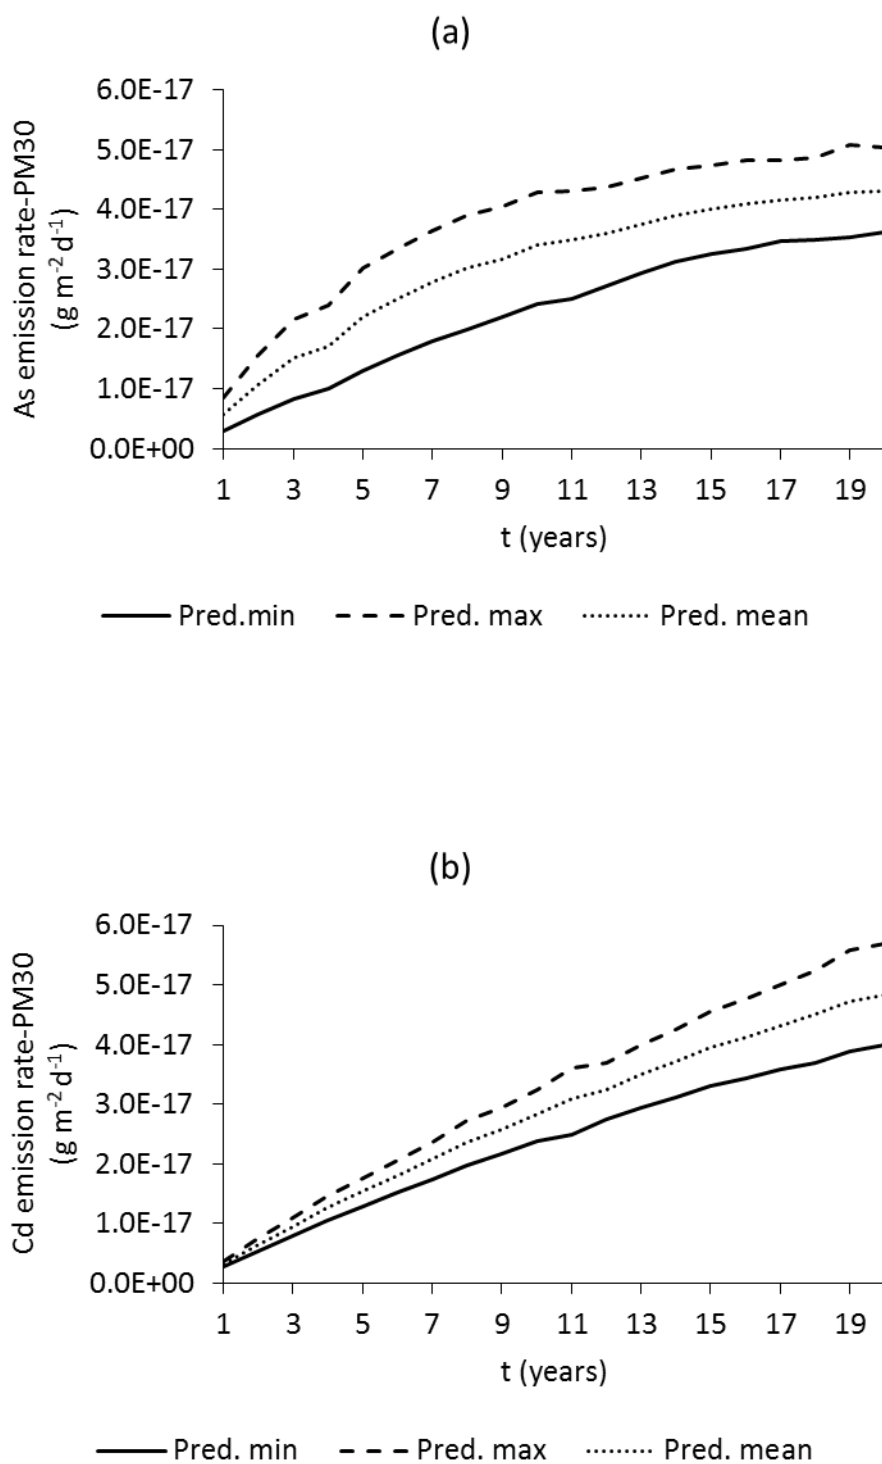 (a)
As emission rate-PM30
(g m⁻² d⁻¹)
6.0E-17
5.0E-17
4.0E-17
3.0E-17
2.0E-17
1.0E-17
0.0E+00
1 3 5 7 9 11 13 15 17 19
t (years)
Pred.min Pred. max Pred. mean
(b)
Cd emission rate-PM30
(g m⁻² d⁻¹)
6.0E-17
5.0E-17
4.0E-17
3.0E-17
2.0E-17
1.0E-17
0.0E+00
1 3 5 7 9 11 13 15 17 19
t (years)
Pred. min Pred. max Pred. mean